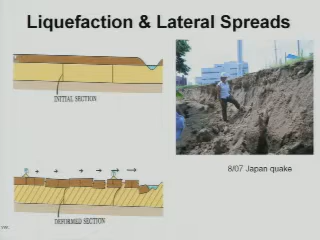 Liquefaction & Lateral Spreads
INITIAL SECTION
8/07 Japan quake
DEFORMED SECTION